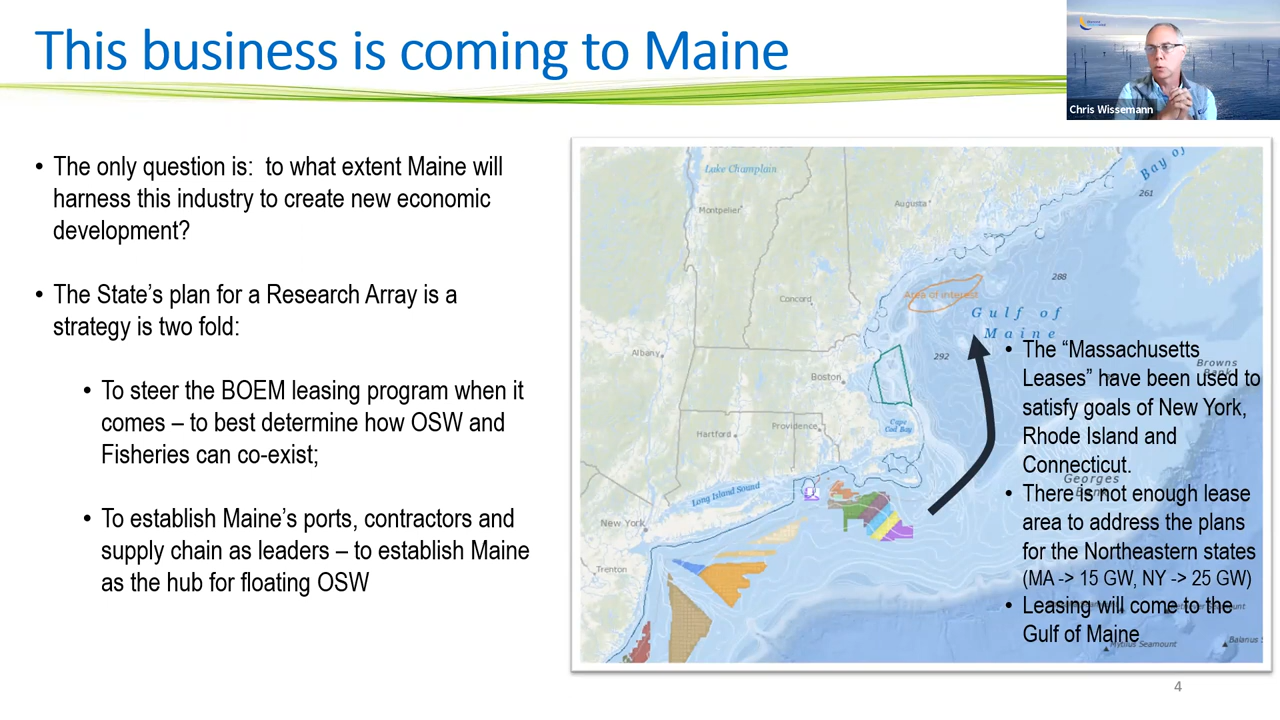 This business is coming to Maine
Chris Wissemann
• The only question is: to what extent Maine will
harness this industry to create new economic
development?
• The State’s plan for a Research Array is a
strategy is two fold:
• To steer the BOEM leasing program when it
comes – to best determine how OSW and
Fisheries can co-exist;
• To establish Maine’s ports, contractors and
supply chain as leaders – to establish Maine
as the hub for floating OSW
Lake Champlain
Bay of
261
Montpelier
Augusta
288
Area of interest
Concord
Gulf of
Maine
292
Albany
Boston
Browns
Hartford
Providence
Cape
Cod Bay
Long Island Sound
Georges
New York
Trenton
• The “Massachusetts
Leases” have been used to
satisfy goals of New York,
Rhode Island and
Connecticut.
• There is not enough lease
area to address the plans
for the Northeastern states
(MA -> 15 GW, NY -> 25 GW)
• Leasing will come to the
Gulf of Maine
Mytilus Seamount
Balanus
4